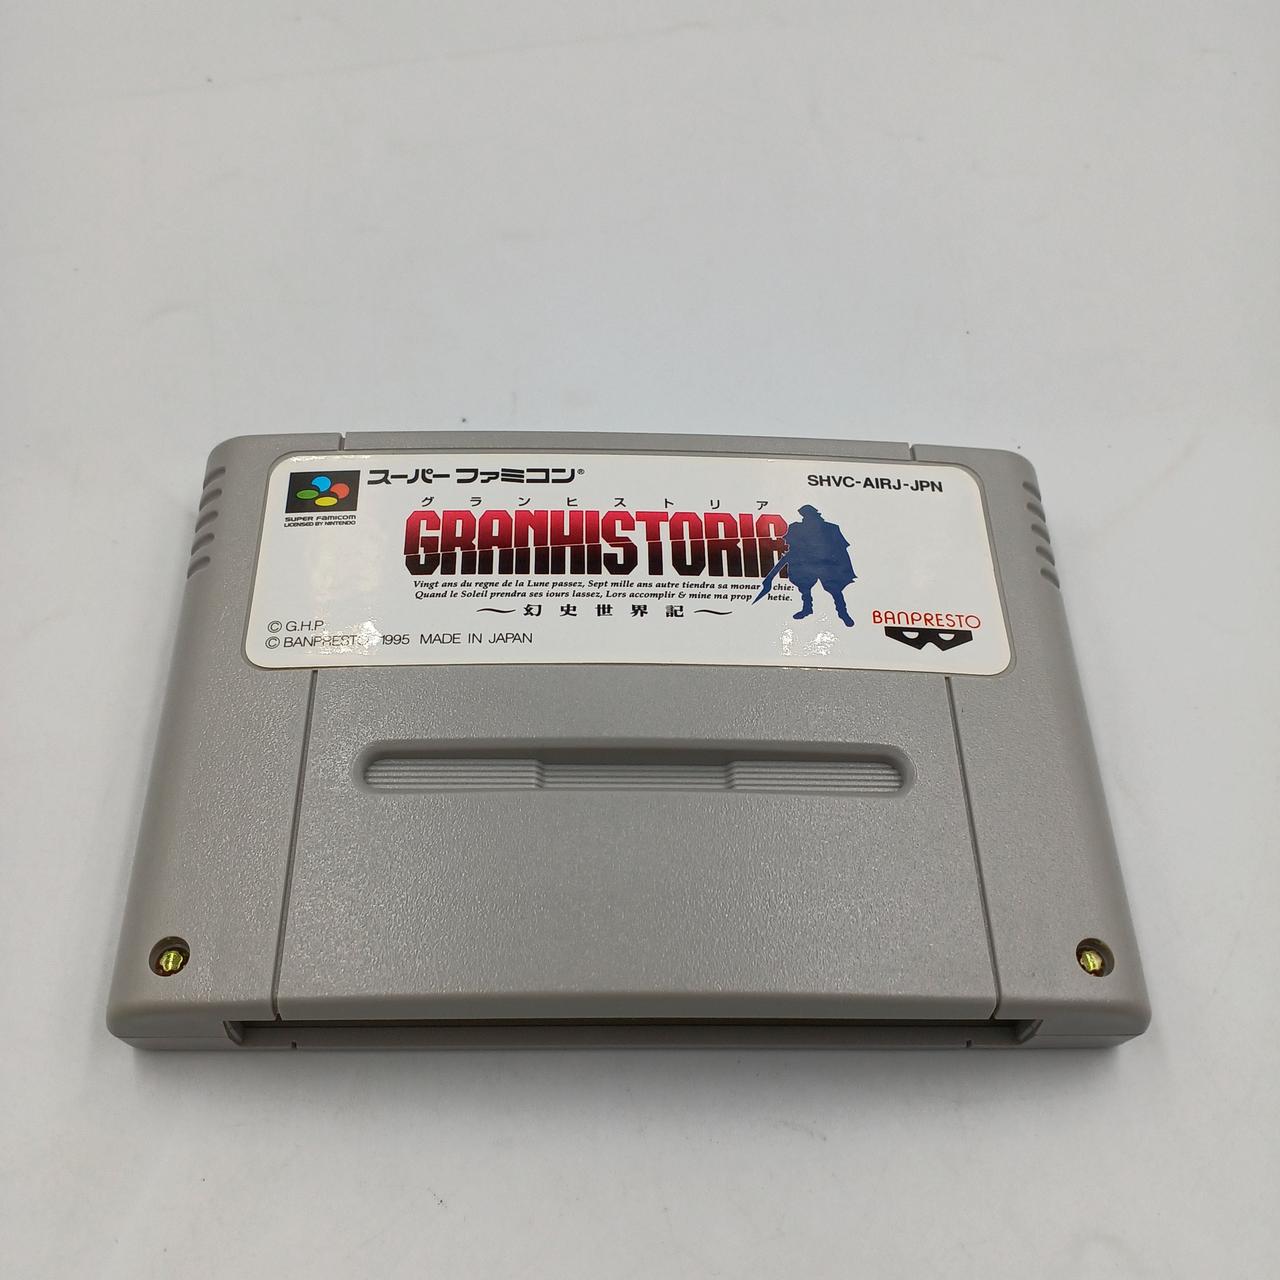 スーパーファミコン®
SHVC-AIRJ-JPN
SUPER FAMICOM
LICENSED BY NINTENDO
グランヒストリア
GRANHISTORIA
Vingt ans du regne de la Lune passez, Sept mille ans autre tiendra sa monar chie:
Quand le Soleil prendra ses iours lassez, Lors accomplir & mine ma prop hetie.
～幻史世界記～
© G.H.P.
© BANPRESTO 1995 MADE IN JAPAN
BANPRESTO